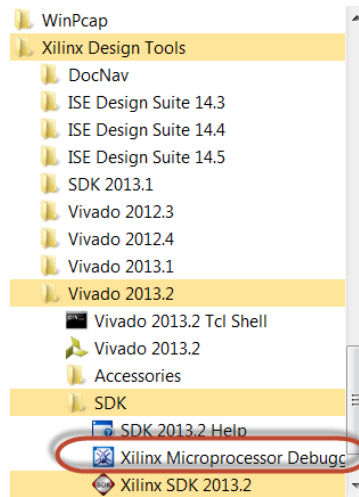 WinPcap
Xilinx Design Tools
DocNav
ISE Design Suite 14.3
ISE Design Suite 14.4
ISE Design Suite 14.5
SDK 2013.1
Vivado 2012.3
Vivado 2012.4
Vivado 2013.1
Vivado 2013.2
Vivado 2013.2 Tcl Shell
Vivado 2013.2
Accessories
SDK
SDK 2013.2 Help
Xilinx Microprocessor Debugg
Xilinx SDK 2013.2